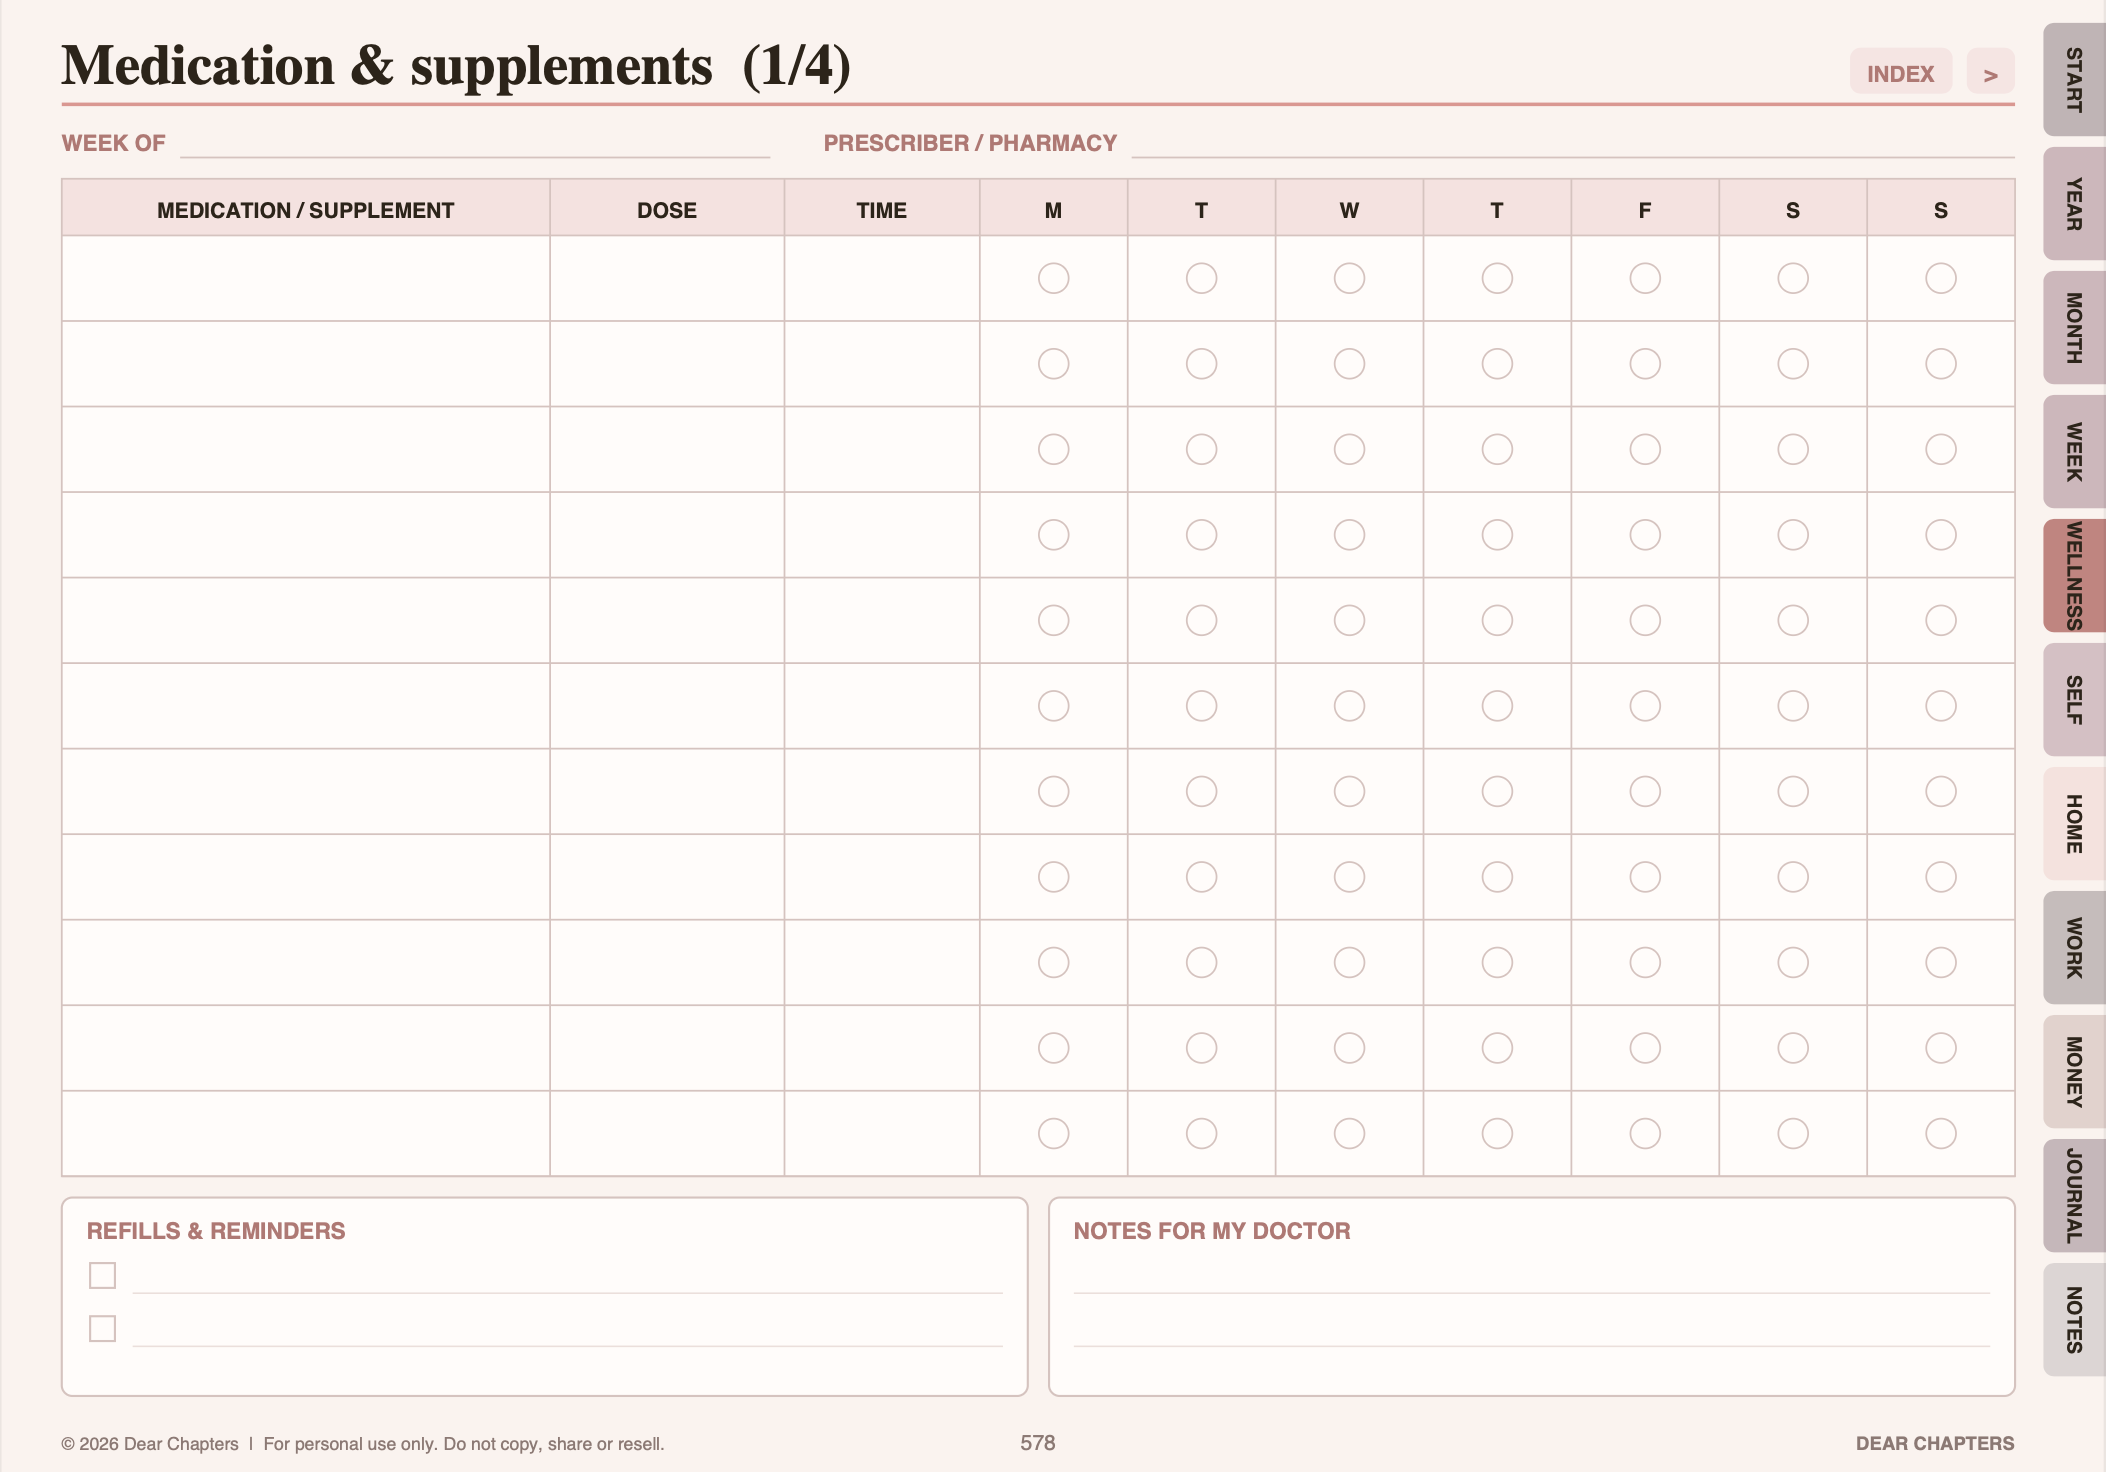 Medication & supplements (1/4)
INDEX >
WEEK OF PRESCRIBER / PHARMACY
MEDICATION / SUPPLEMENT DOSE TIME M T W T F S S
REFILLS & REMINDERS
NOTES FOR MY DOCTOR
© 2026 Dear Chapters | For personal use only. Do not copy, share or resell.
578
DEAR CHAPTERS
START
YEAR
MONTH
WEEK
WELLNESS
SELF
HOME
WORK
MONEY
JOURNAL
NOTES